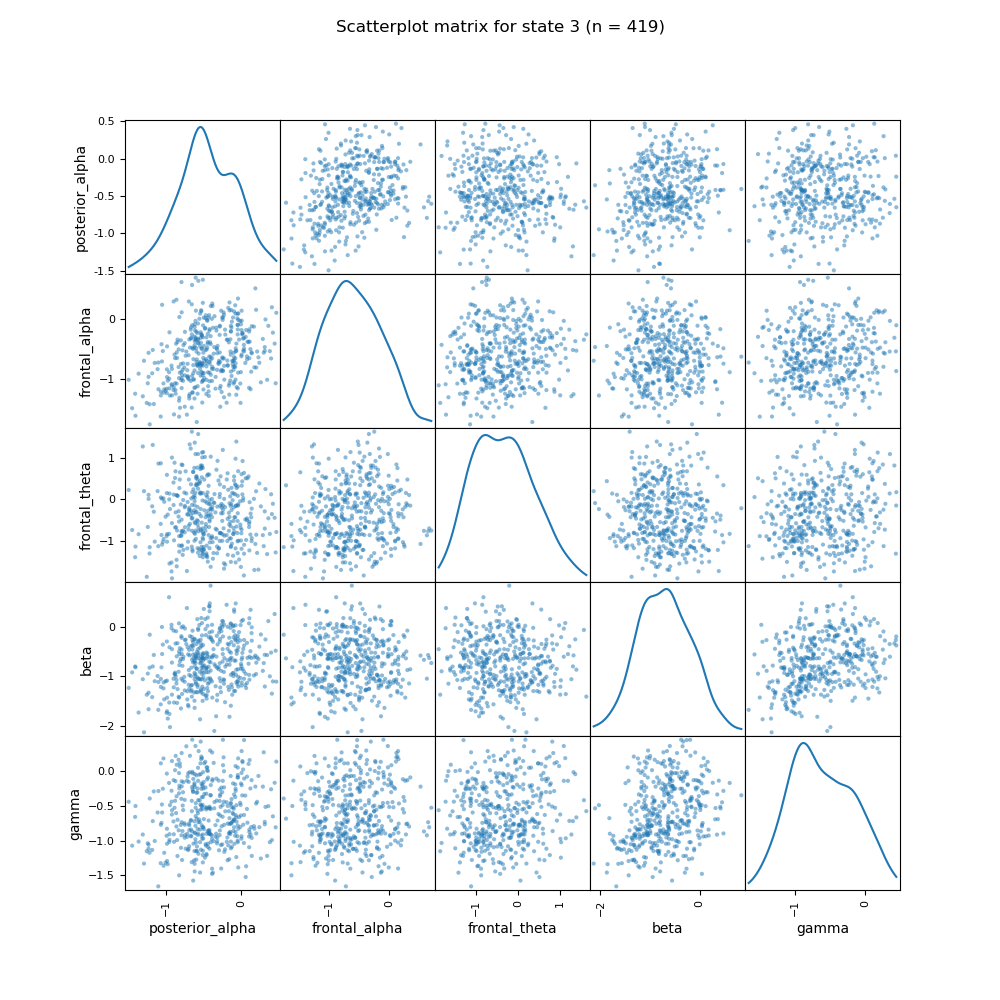 Scatterplot matrix for state 3 (n = 419)
0.5
0.0
-0.5
-1.0
-1.5
posterior_alpha
0
−1
frontal_alpha
1
0
−1
frontal_theta
0
−1
−2
beta
0.0
−0.5
−1.0
−1.5
gamma
−1 0 −1 0 −1 0 1 −2 0 −1 0
posterior_alpha frontal_alpha frontal_theta beta gamma